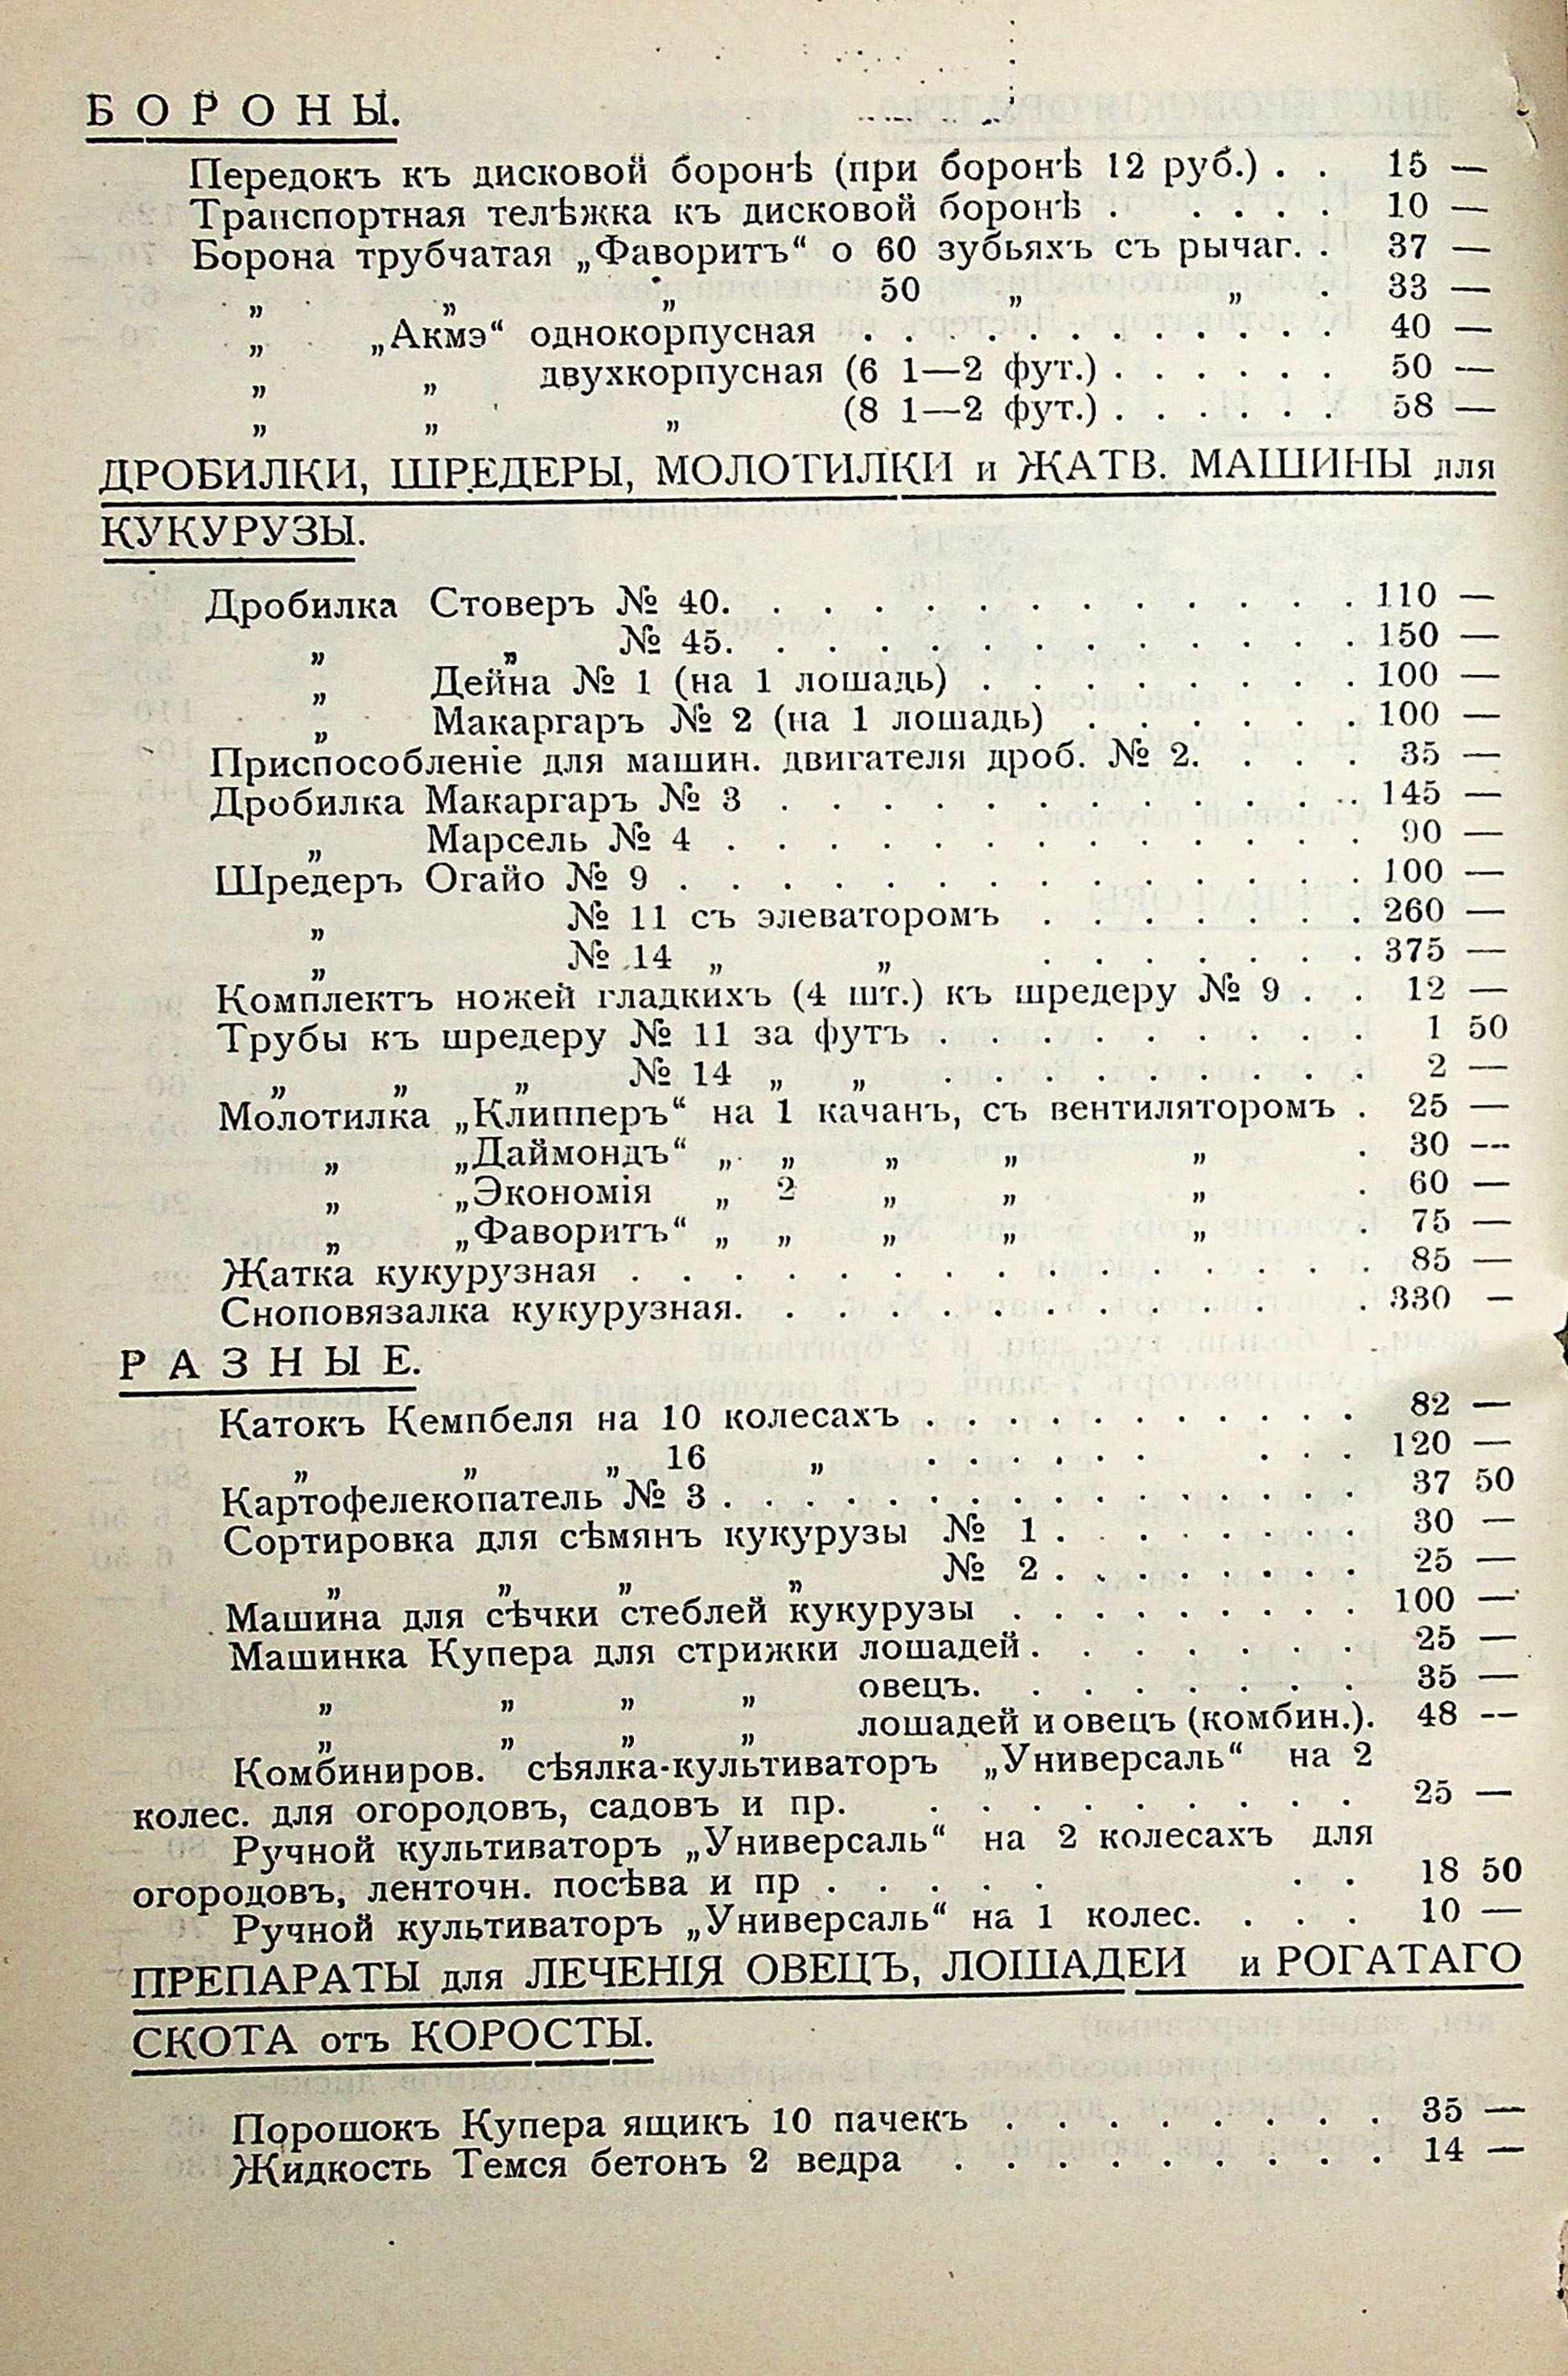 БОРОНЫ.
Передокъ къ дисковой боронѣ (при боронѣ 12 руб.) . . 15 —
Транспортная телѣжка къ дисковой боронѣ . . . . . 10 —
Борона трубчатая „Фаворитъ“ о 60 зубьяхъ съ рычаг. . 37 —
„ „ „ 50 „ „ . 33 —
„ „Акмэ“ однокорпусная . . . . . . . . . . . 40 —
„ „ двухкорпусная (6 1—2 фут.) . . . . . . 50 —
„ „ „ (8 1—2 фут.) . . . . . . 58 —
ДРОБИЛКИ, ШРЕДЕРЫ, МОЛОТИЛКИ и ЖАТВ. МАШИНЫ для
КУКУРУЗЫ.
Дробилка Стоверъ № 40. . . . . . . . . . . . . 110 —
„ „ № 45. . . . . . . . . . . . . 150 —
„ Дейна № 1 (на 1 лошадь) . . . . . . . . 100 —
„ Макаргаръ № 2 (на 1 лошадь) . . . . . . 100 —
Приспособленіе для машин. двигателя дроб. № 2. . . . 35 —
Дробилка Макаргаръ № 3 . . . . . . . . . . . . 145 —
„ Марсель № 4 . . . . . . . . . . . . . 90 —
Шредеръ Огайо № 9 . . . . . . . . . . . . . . 100 —
„ № 11 съ элеваторомъ . . . . . . . 260 —
„ № 14 „ „ . . . . . . . 375 —
Комплектъ ножей гладкихъ (4 шт.) къ шредеру № 9 . . 12 —
Трубы къ шредеру № 11 за футъ . . . . . . . . . 1 50
„ „ „ № 14 „ „ . . . . . . . . . 2 —
Молотилка „Клипперъ“ на 1 качанъ, съ вентиляторомъ . 25 —
„ „Даймондъ“ „ „ „ „ „ . 30 —
„ „Экономія „ 2 „ „ „ . 60 —
„ „Фаворитъ“ „ „ „ „ „ . 75 —
Жатка кукурузная . . . . . . . . . . . . . . . 85 —
Сноповязалка кукурузная. . . . . . . . . . . . 330 —
РАЗНЫЕ.
Катокъ Кемпбеля на 10 колесахъ . . . . . . . . . . . 82 —
„ „ „ 16 „ . . . . . . . . . 120 —
Картофелекопатель № 3 . . . . . . . . . . . . . . . . 37 50
Сортировка для сѣмянъ кукурузы № 1 . . . . . . . . 30 —
„ „ „ „ № 2 . . . . . . . . 25 —
Машина для сѣчки стеблей кукурузы . . . . . . . . . 100 —
Машинка Купера для стрижки лошадей . . . . . . . 25 —
„ „ „ „ овецъ. . . . . . . . 35 —
„ „ „ „ лошадей и овецъ (комбин.). 48 —
Комбиниров. сѣялка-культиваторъ „Универсаль“ на 2
колес. для огородовъ, садовъ и пр. . . . . . . . . . 25 —
Ручной культиваторъ „Универсаль“ на 2 колесахъ для
огородовъ, ленточн. посѣва и пр . . . . . . . 18 50
Ручной культиваторъ „Универсаль“ на 1 колес. . . . 10 —
ПРЕПАРАТЫ для ЛЕЧЕНІЯ ОВЕЦЪ, ЛОШАДЕИ и РОГАТАГО
СКОТА отъ КОРОСТЫ.
Порошокъ Купера ящикъ 10 пачекъ . . . . . . . . 35 —
Жидкость Темся бетонъ 2 ведра . . . . . . . . . 14 —